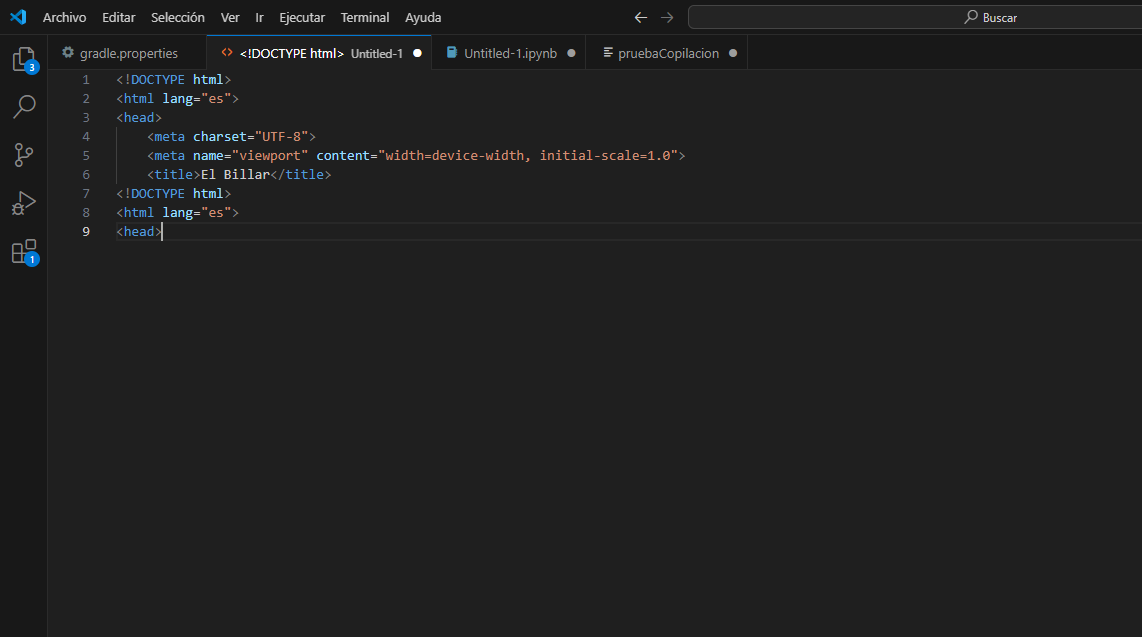 Archivo Editar Selección Ver Ir Ejecutar Terminal Ayuda Buscar
gradle.properties <!DOCTYPE html> Untitled-1 Untitled-1.ipynb pruebaCopilacion
3
1
1 <!DOCTYPE html>
2 <html lang="es">
3 <head>
4 <meta charset="UTF-8">
5 <meta name="viewport" content="width=device-width, initial-scale=1.0">
6 <title>El Billar</title>
7 <!DOCTYPE html>
8 <html lang="es">
9 <head>